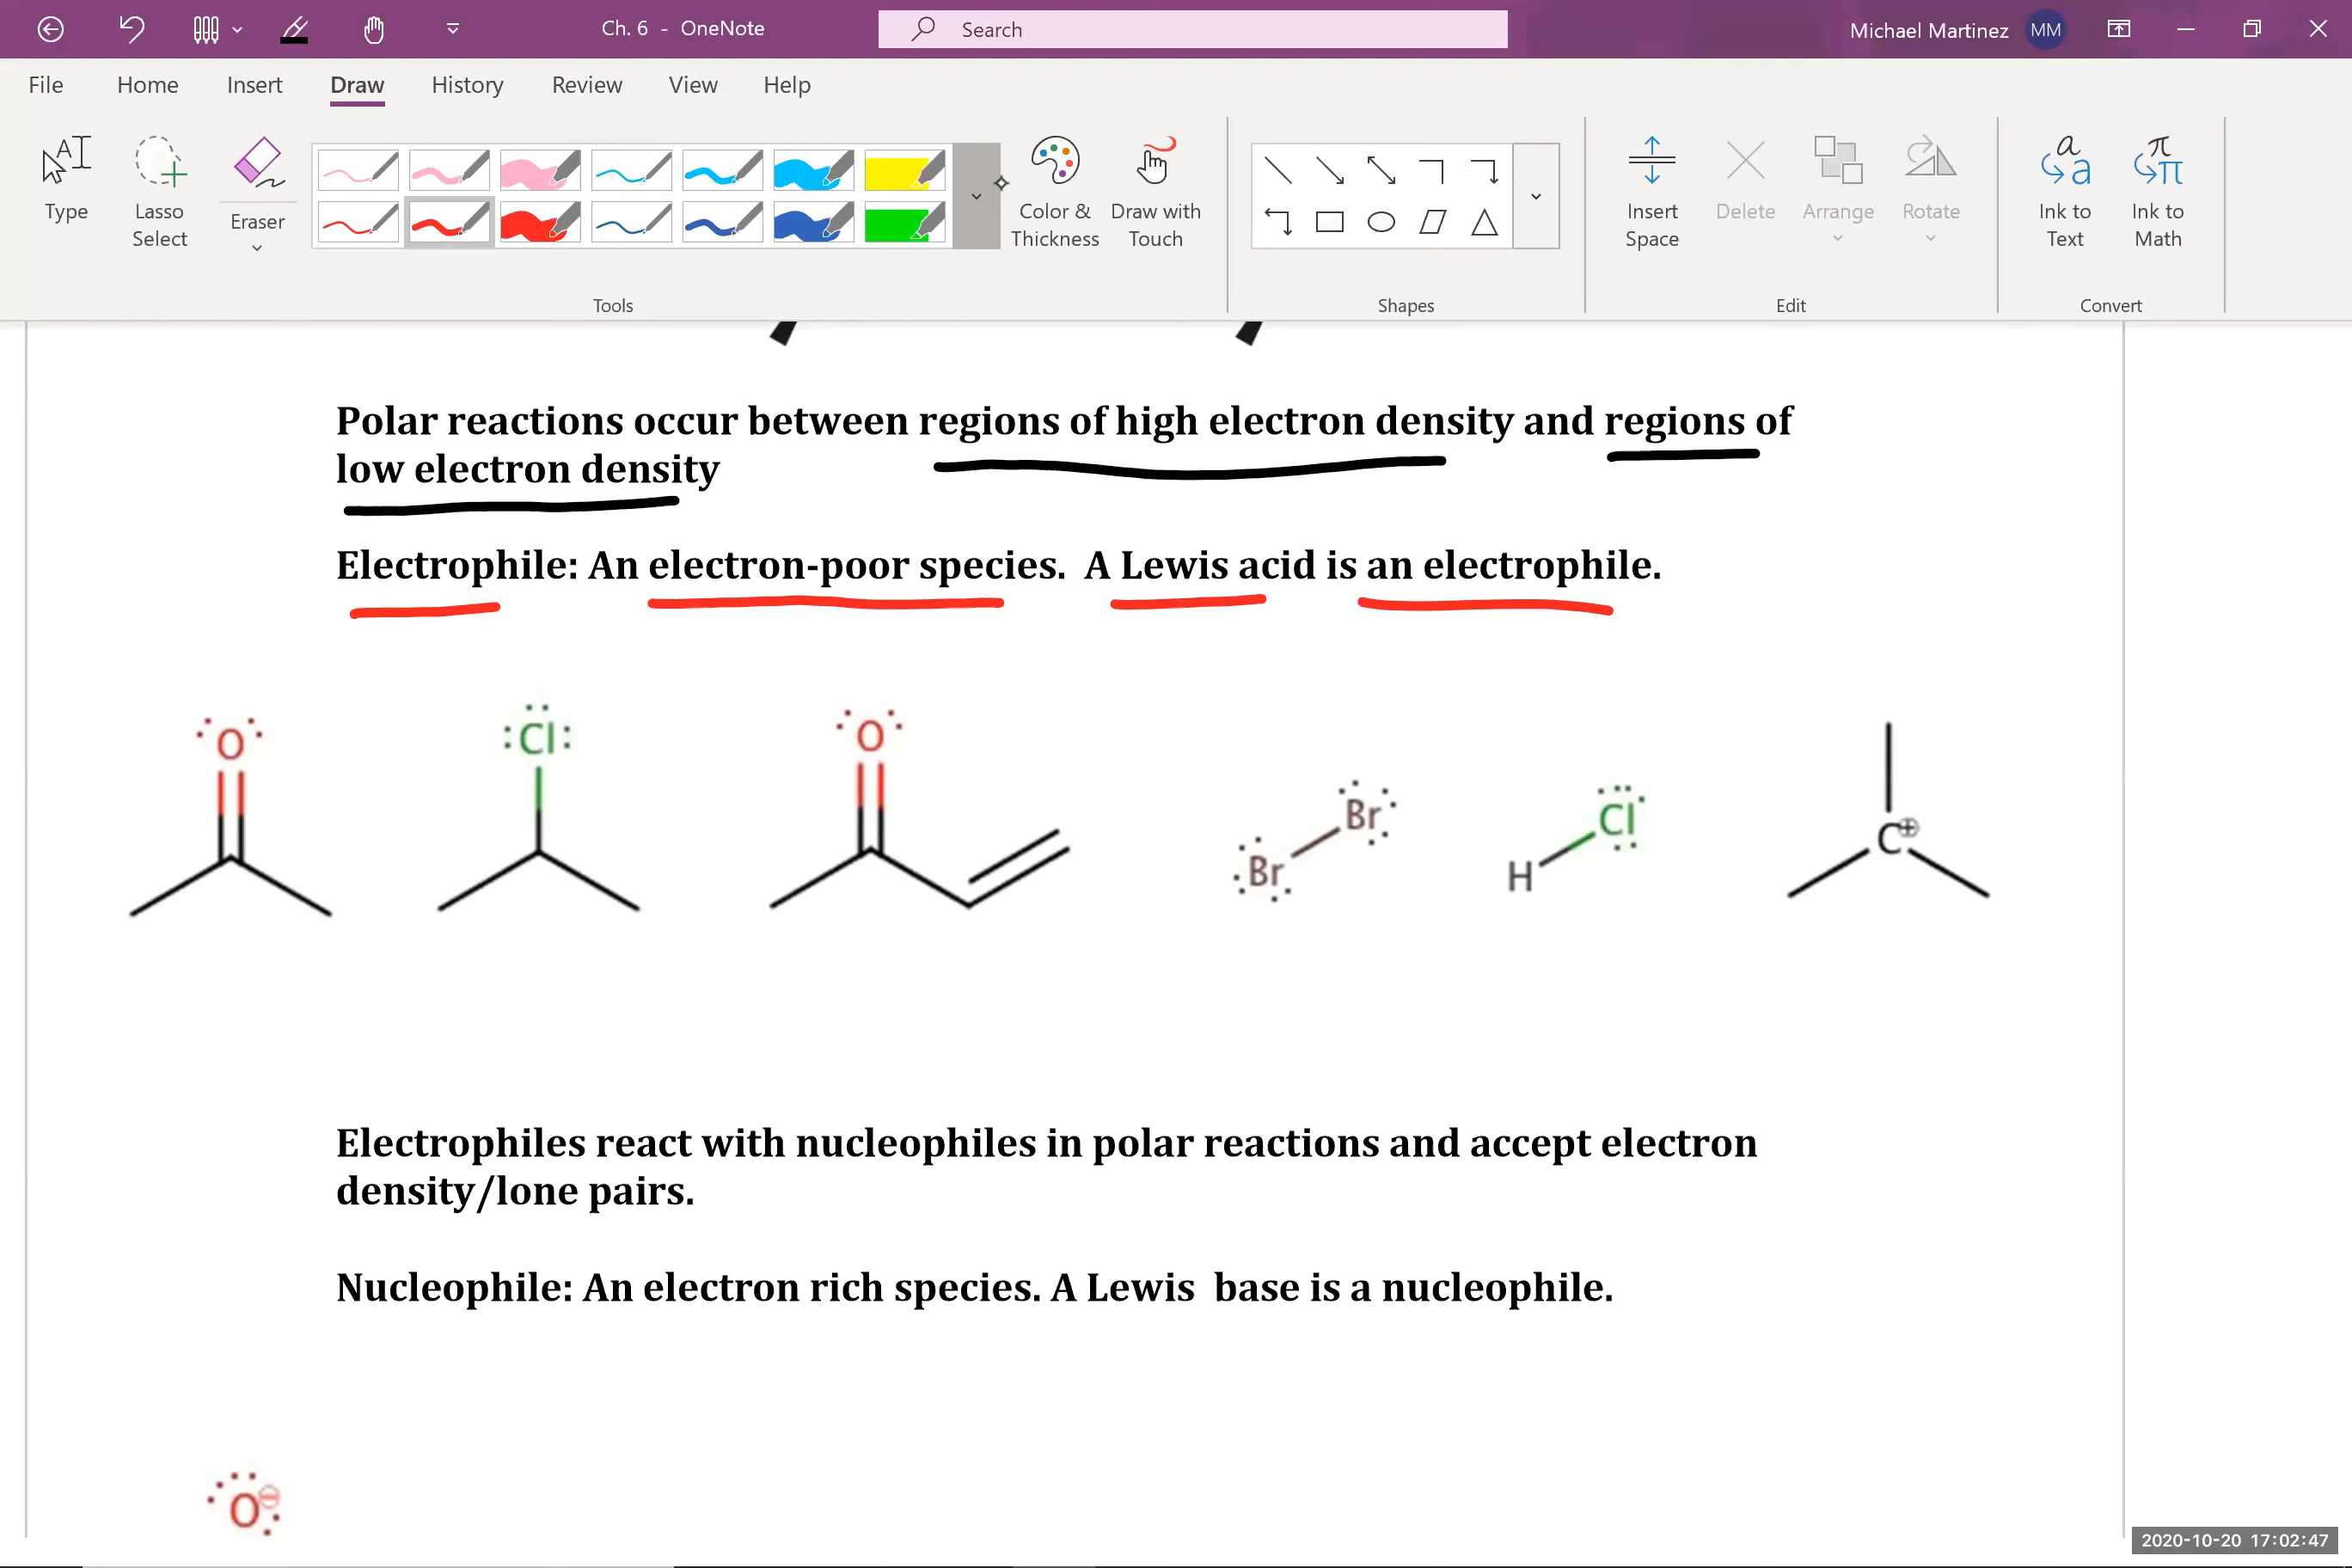 Ch. 6 - OneNote
Search
Michael Martinez MM
File Home Insert Draw History Review View Help
Type
Lasso
Select
Eraser
Color &
Thickness
Draw with
Touch
Insert
Space
Delete
Arrange
Rotate
Ink to
Text
Ink to
Math
Tools
Shapes
Edit
Convert
Polar reactions occur between regions of high electron density and regions of
low electron density
Electrophile: An electron-poor species. A Lewis acid is an electrophile.
O
Cl
O
Br
Br
H
Cl
C⊕
Electrophiles react with nucleophiles in polar reactions and accept electron
density/lone pairs.
Nucleophile: An electron rich species. A Lewis base is a nucleophile.
O⊖
2020-10-20 17:02:47